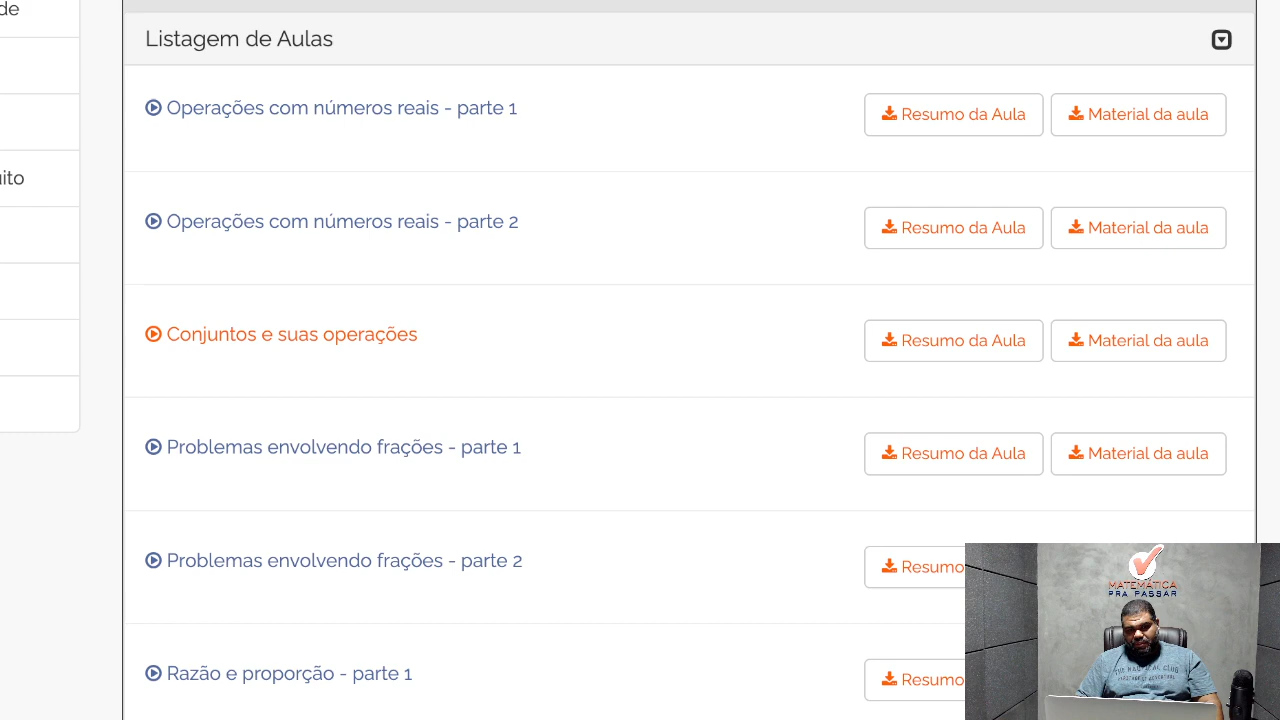 de
Listagem de Aulas
Operações com números reais - parte 1
Resumo da Aula
Material da aula
Operações com números reais - parte 2
Resumo da Aula
Material da aula
uito
Conjuntos e suas operações
Resumo da Aula
Material da aula
Problemas envolvendo frações - parte 1
Resumo da Aula
Material da aula
Problemas envolvendo frações - parte 2
Resumo
Razão e proporção - parte 1
Resumo
MATEMÁTICA
PRA PASSAR
THE NAUTICAL CLUB